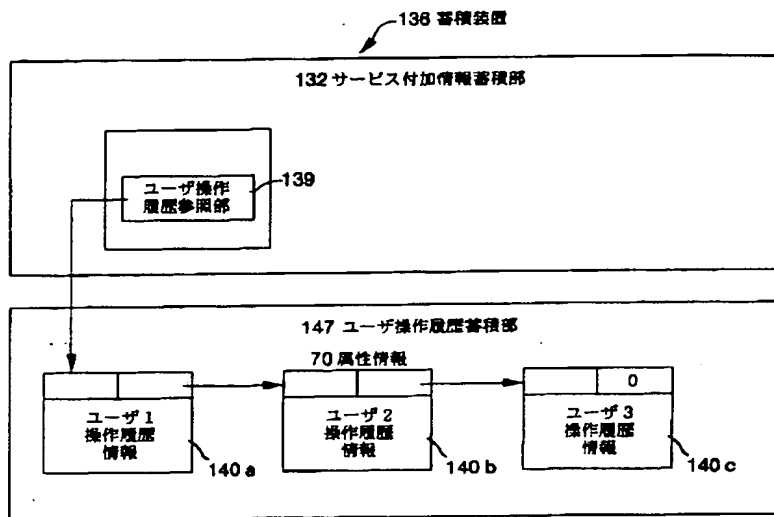 136 蓄積装置
132 サービス付加情報蓄積部
ユーザ操作
履歴参照部
139
147 ユーザ操作履歴蓄積部
70 属性情報
0
ユーザ1
操作履歴
情報
ユーザ2
操作履歴
情報
ユーザ3
操作履歴
情報
140a
140b
140c